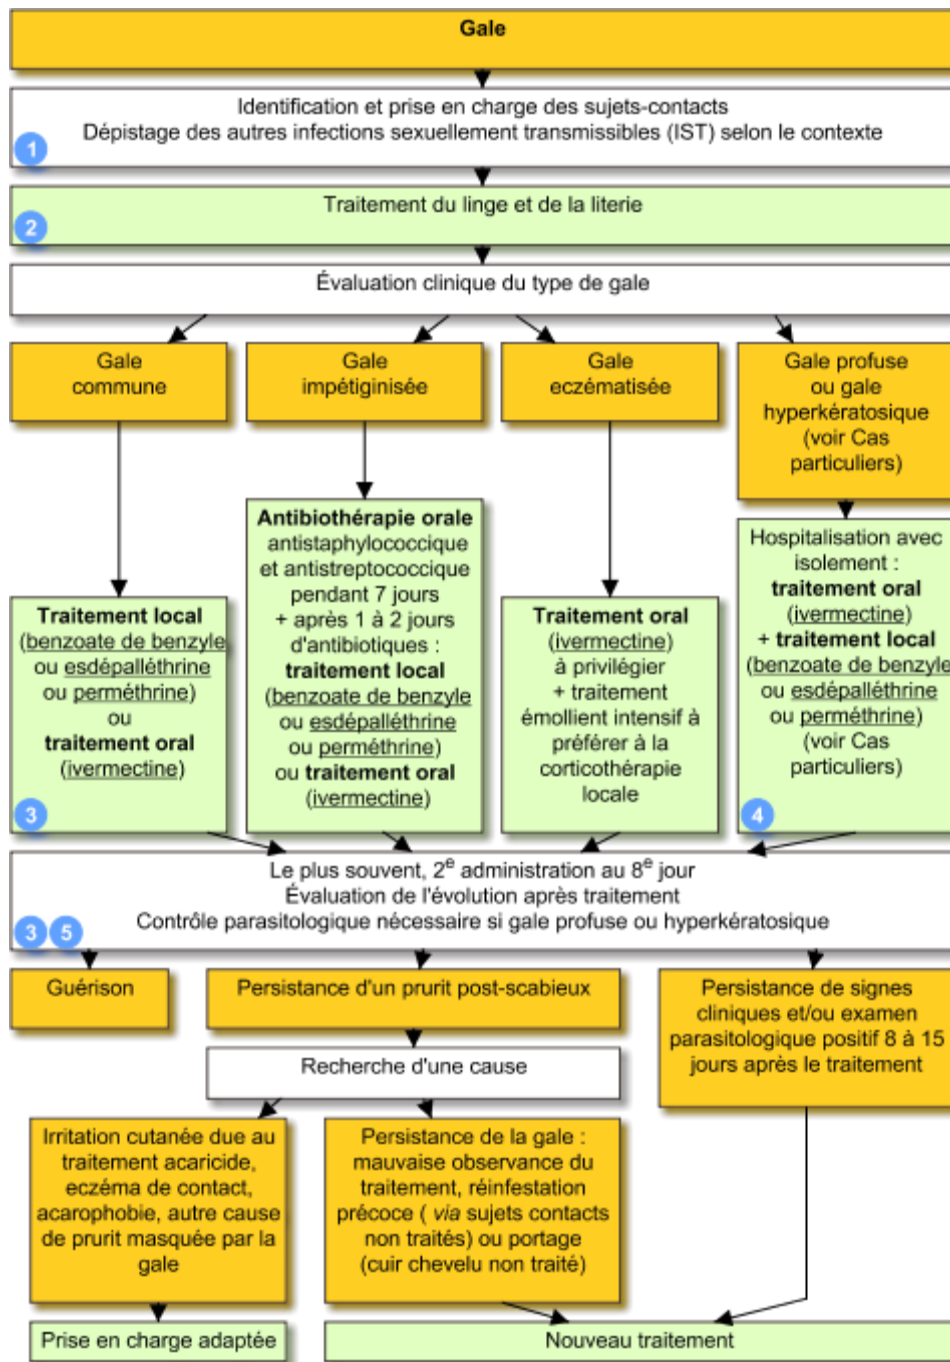 Gale
Identification et prise en charge des sujets-contacts
Dépistage des autres infections sexuellement transmissibles (IST) selon le contexte
1
Traitement du linge et de la literie
2
Évaluation clinique du type de gale
Gale
commune
Gale
impétiginisée
Gale
eczématisée
Gale profuse
ou gale
hyperkératosique
(voir Cas
particuliers)
Traitement local
(benzoate de benzyle
ou esdépalléthrine
ou perméthrine)
ou
traitement oral
(ivermectine)
3
Antibiothérapie orale
antistaphylococcique
et antistreptococcique
pendant 7 jours
+ après 1 à 2 jours
d'antibiotiques :
traitement local
(benzoate de benzyle
ou esdépalléthrine
ou perméthrine)
ou traitement oral
(ivermectine)
Traitement oral
(ivermectine)
à privilégier
+ traitement
émollient intensif à
préférer à la
corticothérapie
locale
Hospitalisation avec
isolement :
traitement oral
(ivermectine)
+ traitement local
(benzoate de benzyle
ou esdépalléthrine
ou perméthrine)
(voir Cas
particuliers)
4
Le plus souvent, 2e administration au 8e jour
Évaluation de l'évolution après traitement
Contrôle parasitologique nécessaire si gale profuse ou hyperkératosique
3 5
Guérison
Persistance d'un prurit post-scabieux
Persistance de signes
cliniques et/ou examen
parasitologique positif 8 à 15
jours après le traitement
Recherche d'une cause
Irritation cutanée due au
traitement acaricide,
eczéma de contact,
acarophobie, autre cause
de prurit masquée par la
gale
Persistance de la gale :
mauvaise observance du
traitement, réinfestation
précoce ( via sujets contacts
non traités) ou portage
(cuir chevelu non traité)
Prise en charge adaptée
Nouveau traitement